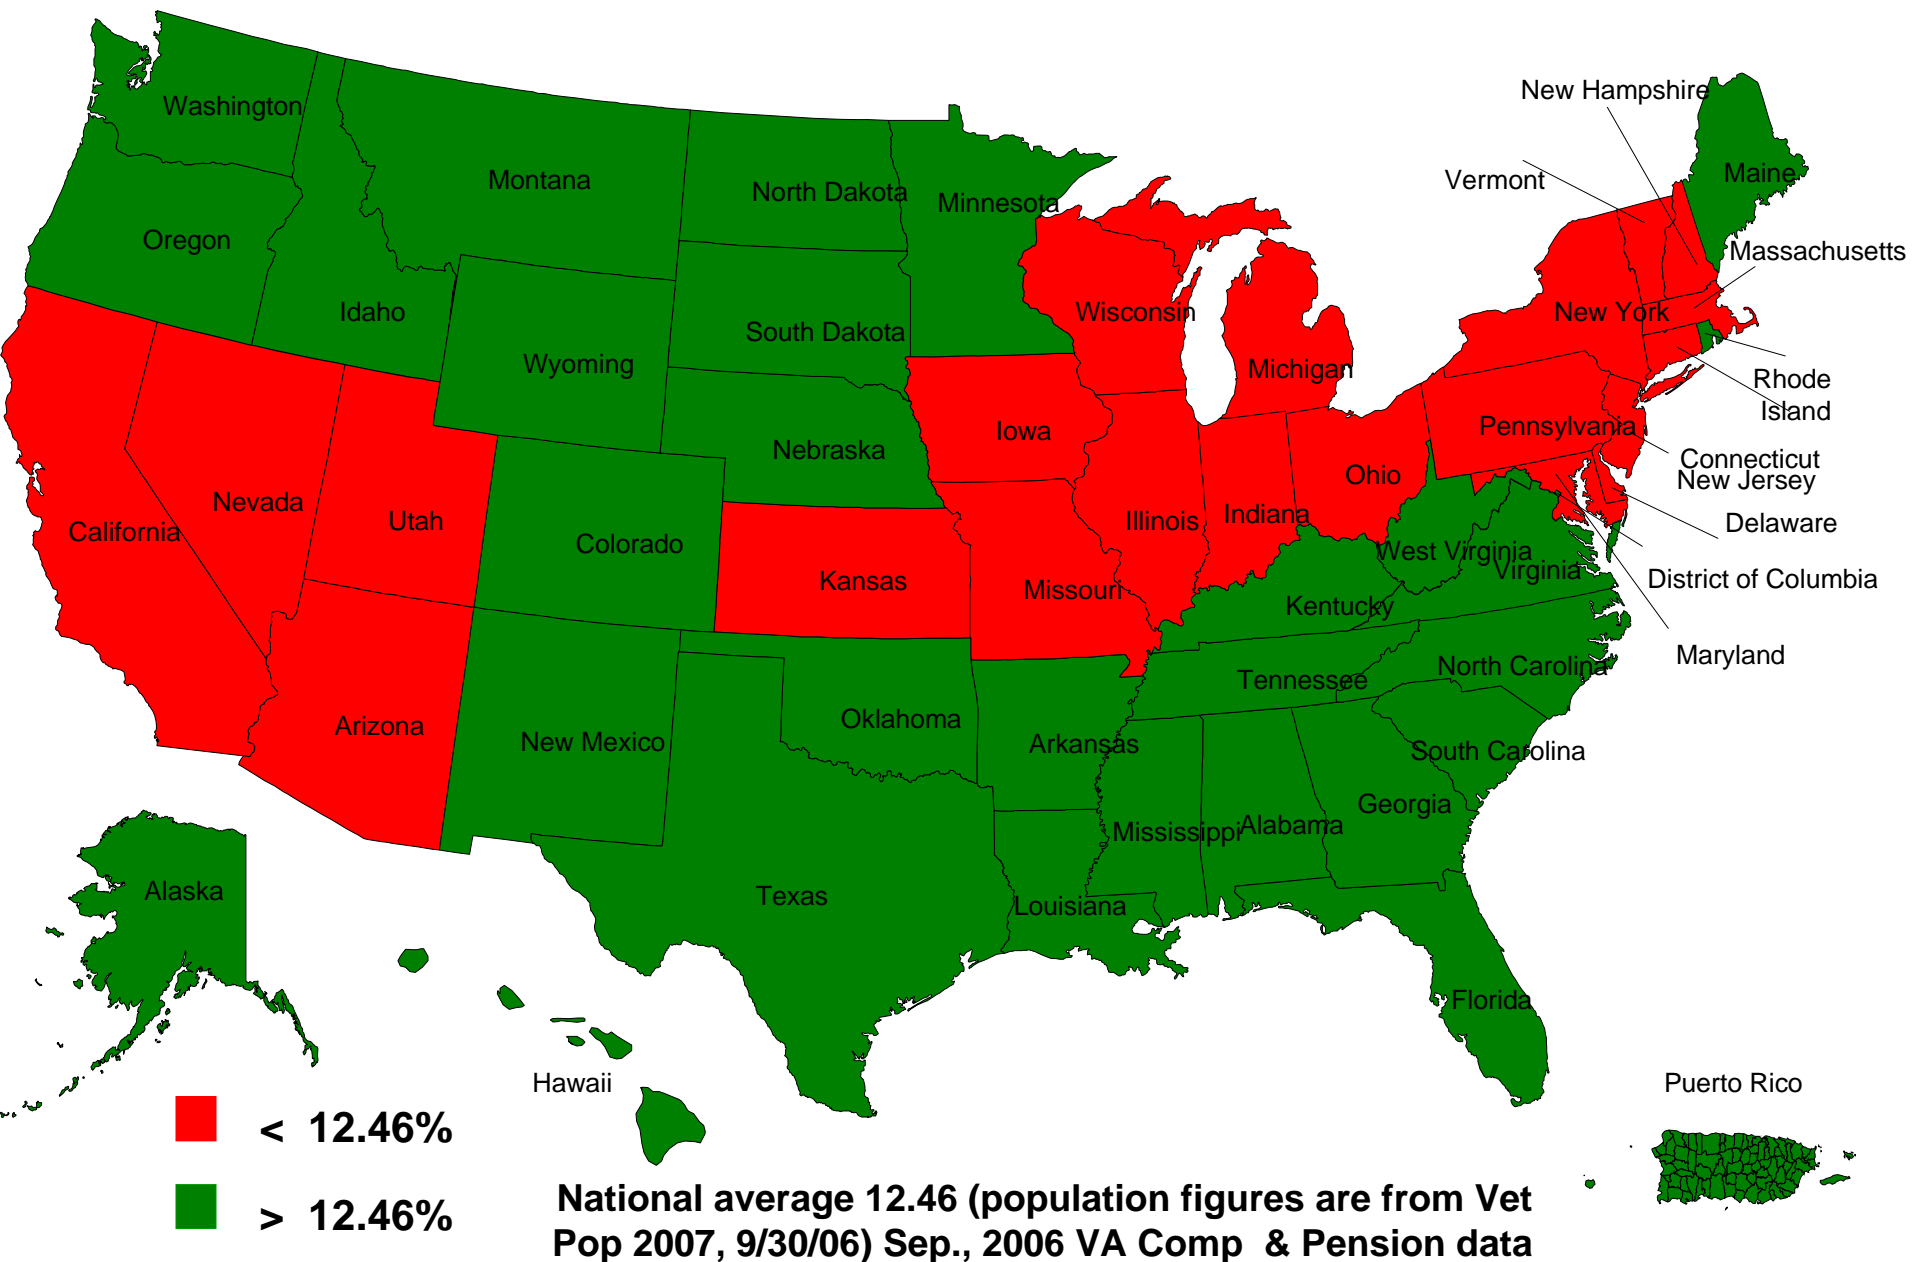 New Hampshire
Washington
Maine
Vermont
Montana
North Dakota
Minnesota
Oregon
Massachusetts
Idaho
Wisconsin
New York
South Dakota
Wyoming
Michigan
Rhode
Island
Iowa
Pennsylvania
Nebraska
Connecticut
New Jersey
Ohio
Nevada
Utah
Illinois
Indiana
Delaware
California
Colorado
West Virginia
Virginia
Kansas
Missouri
District of Columbia
Kentucky
Maryland
North Carolina
Tennessee
Oklahoma
Arizona
New Mexico
Arkansas
South Carolina
Georgia
Mississippi
Alabama
Alaska
Texas
Louisiana
Florida
Hawaii
Puerto Rico
< 12.46%
> 12.46%
National average 12.46 (population figures are from Vet
Pop 2007, 9/30/06) Sep., 2006 VA Comp & Pension data